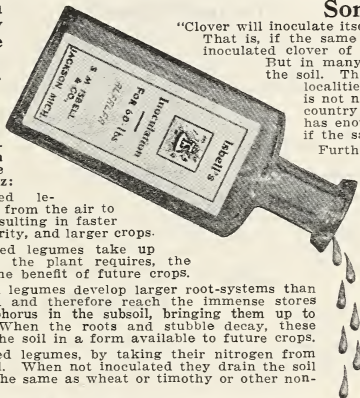 Som
"Clover will inoculate itse
That is, if the same
inoculated clover of
But in many
the soil. Th
localitie
is not n
country
has enou
if the sa
Furth
Isbell's
Inoculation
For 60 lbs
ALFALFA
S. M. ISBELL
& CO.
JACKSON MICH.
z:
ed le-
from the air to
sulting in faster
rity, and larger crops.
ed legumes take up
the plant requires, the
ne benefit of future crops.
legumes develop larger root-systems than
and therefore reach the immense stores
phorus in the subsoil, bringing them up to
When the roots and stubble decay, these
he soil in a form available to future crops.
ed legumes, by taking their nitrogen from
l. When not inoculated they drain the soil
he same as wheat or timothy or other non-